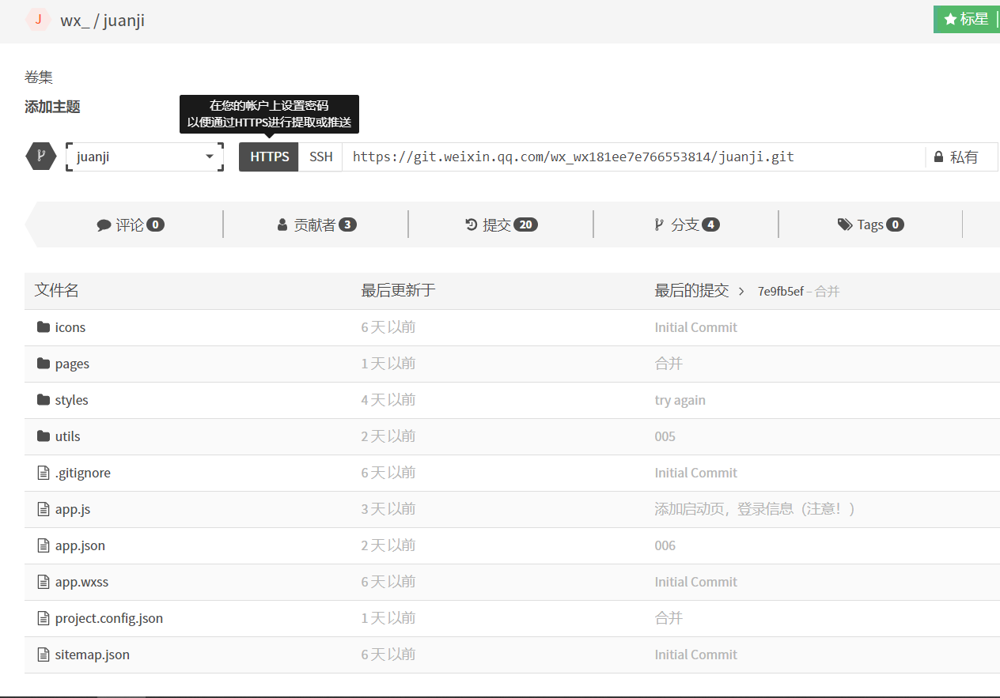 J wx_ / juanji
标星
卷集
添加主题
在您的帐户上设置密码
以便通过HTTPS进行提取或推送
juanji HTTPS SSH https://git.weixin.qq.com/wx_wx181ee7e766553814/juanji.git 私有
评论 0 贡献者 3 提交 20 分支 4 Tags 0
文件名 最后更新于 最后的提交 > 7e9fb5ef – 合并
icons 6 天以前 Initial Commit
pages 1 天以前 合并
styles 4 天以前 try again
utils 2 天以前 005
.gitignore 6 天以前 Initial Commit
app.js 3 天以前 添加启动页，登录信息（注意！）
app.json 2 天以前 006
app.wxss 6 天以前 Initial Commit
project.config.json 1 天以前 合并
sitemap.json 6 天以前 Initial Commit